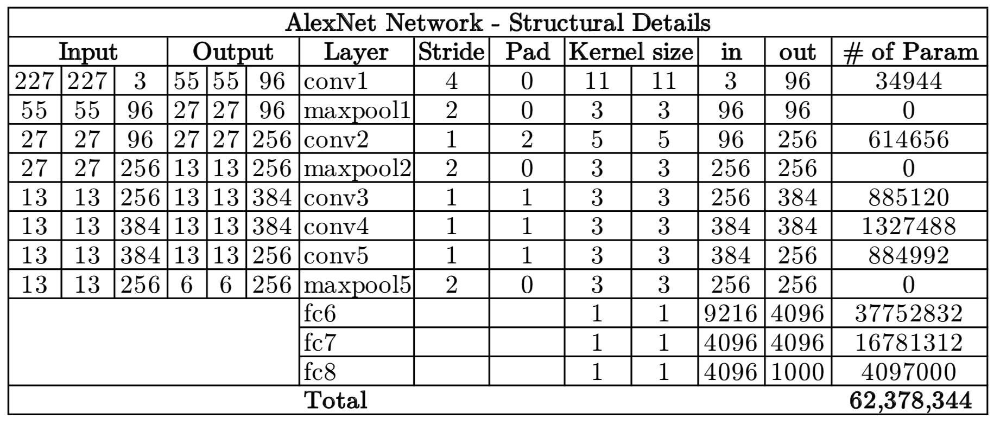 AlexNet Network - Structural Details
Input Output Layer Stride Pad Kernel size in out # of Param
227 227 3 55 55 96 conv1 4 0 11 11 3 96 34944
55 55 96 27 27 96 maxpool1 2 0 3 3 96 96 0
27 27 96 27 27 256 conv2 1 2 5 5 96 256 614656
27 27 256 13 13 256 maxpool2 2 0 3 3 256 256 0
13 13 256 13 13 384 conv3 1 1 3 3 256 384 885120
13 13 384 13 13 384 conv4 1 1 3 3 384 384 1327488
13 13 384 13 13 256 conv5 1 1 3 3 384 256 884992
13 13 256 6 6 256 maxpool5 2 0 3 3 256 256 0
fc6 1 1 9216 4096 37752832
fc7 1 1 4096 4096 16781312
fc8 1 1 4096 1000 4097000
Total 62,378,344